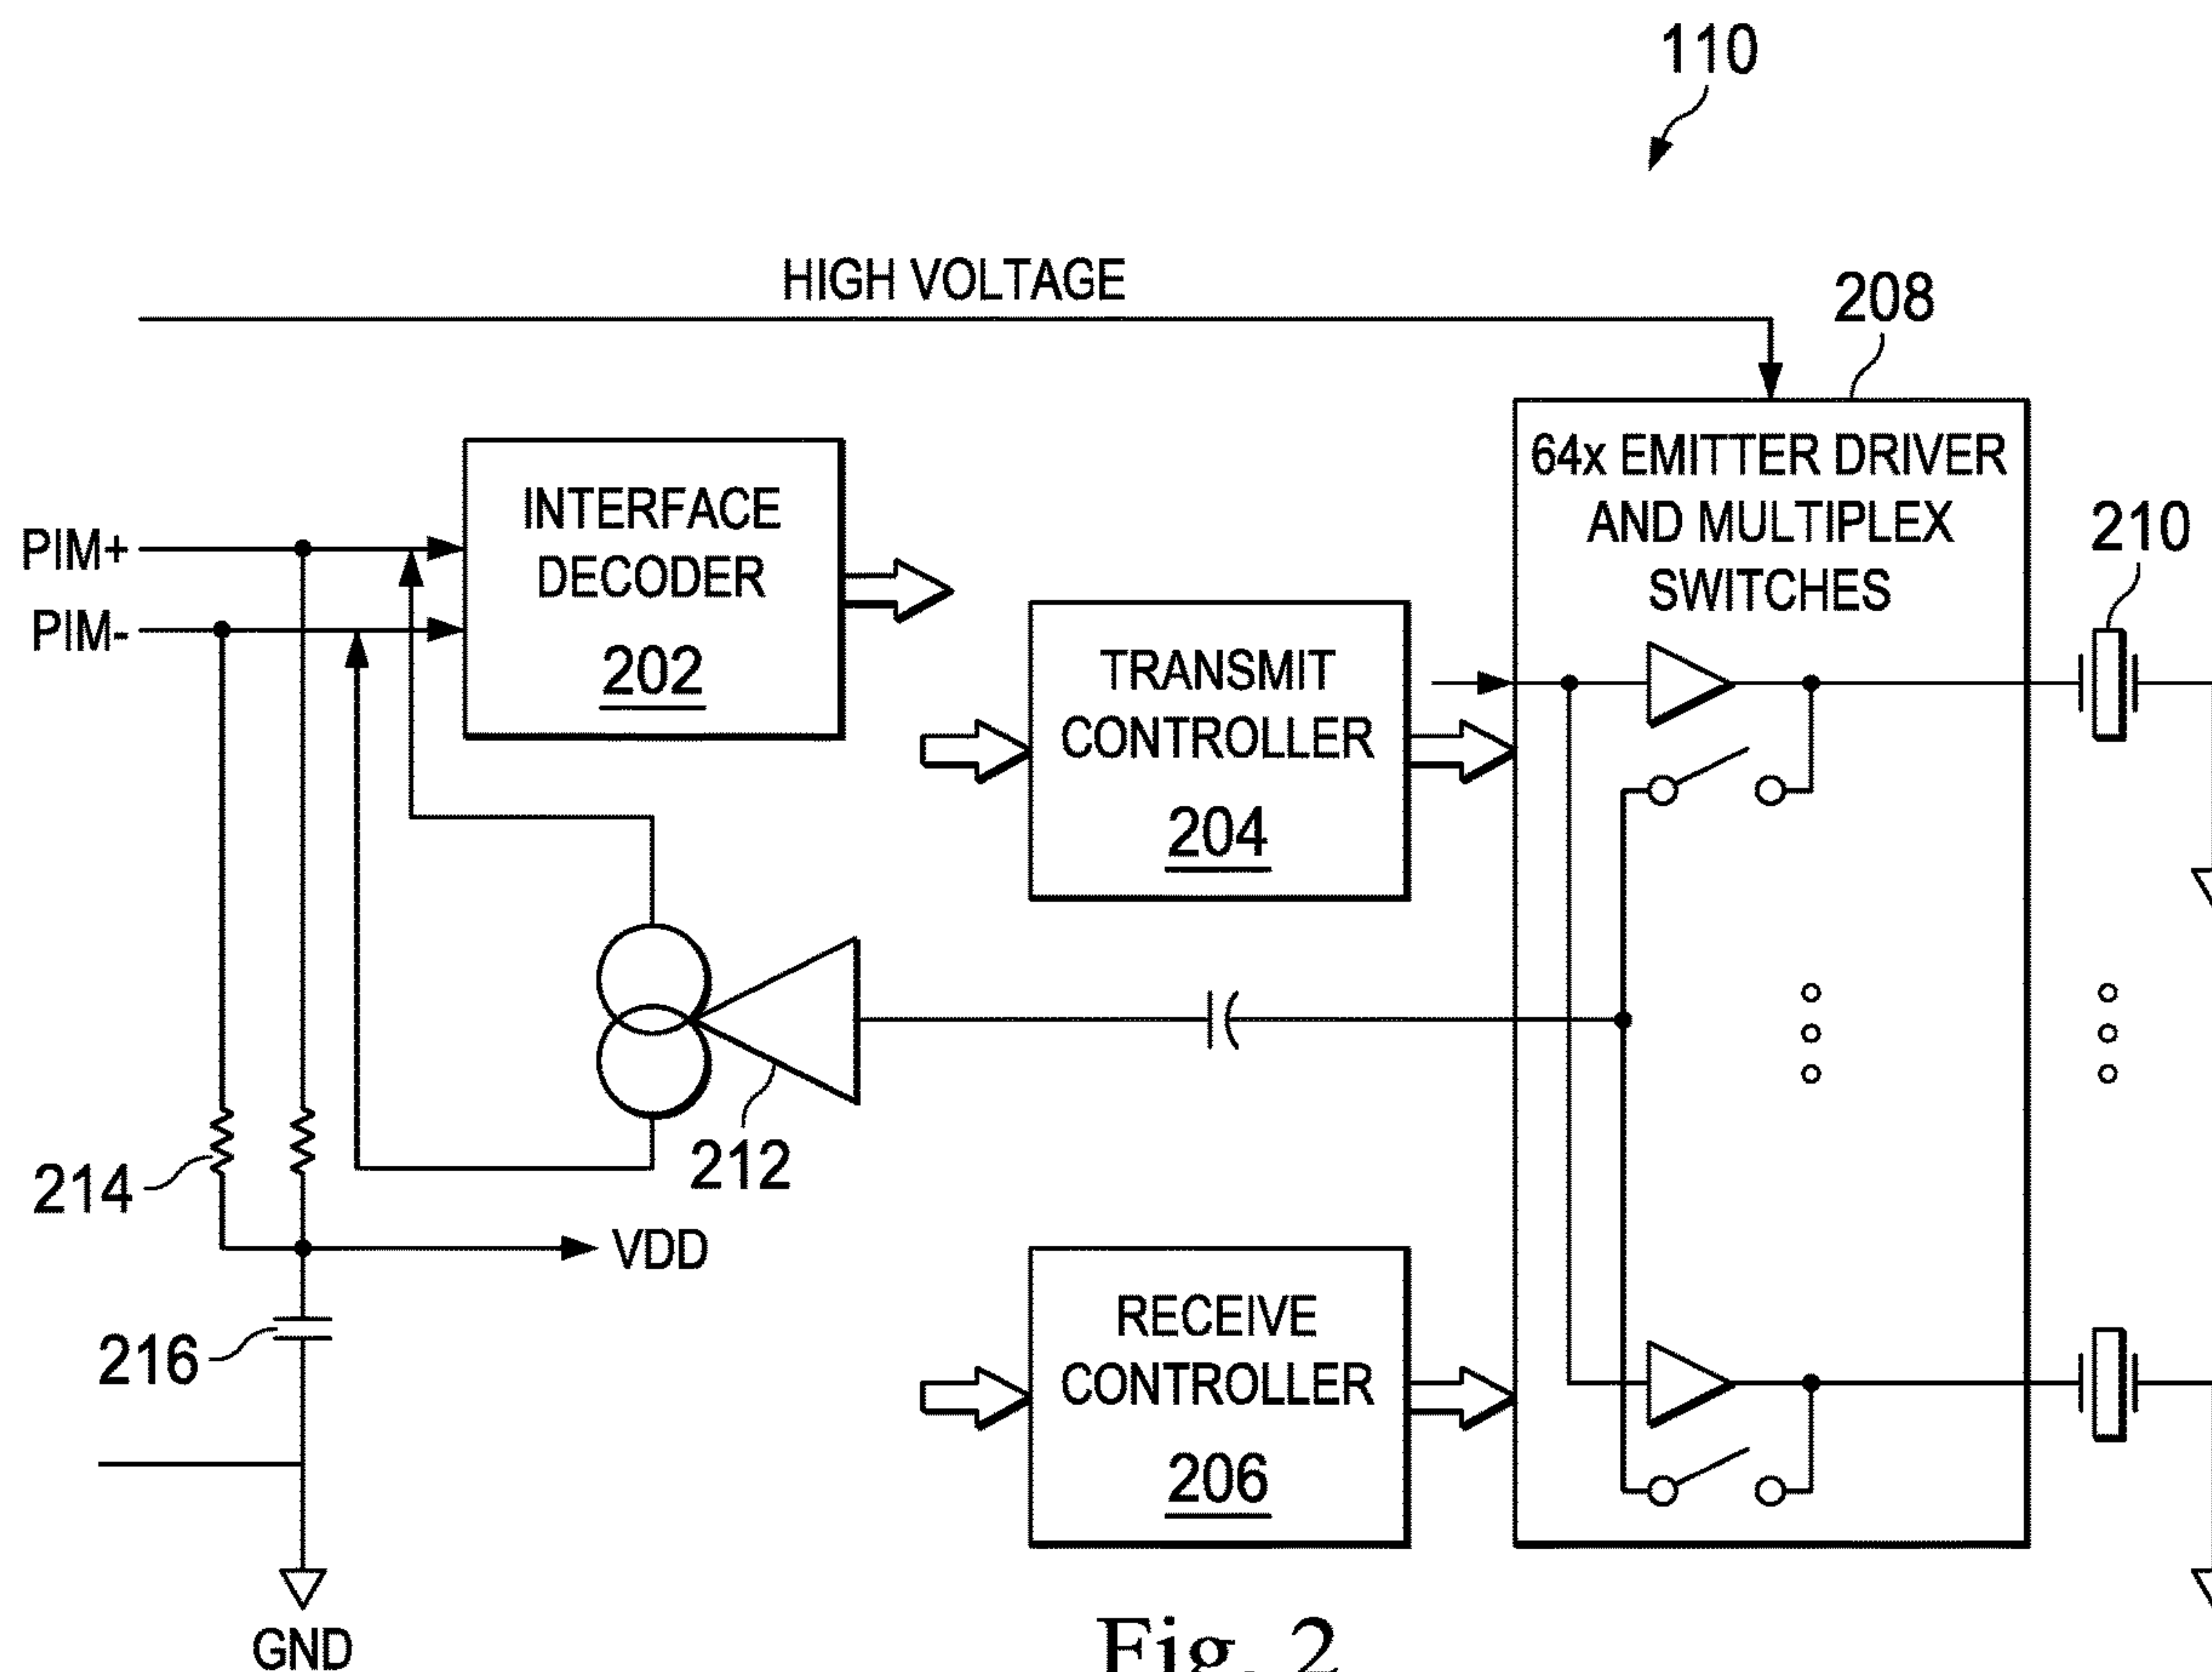 110
HIGH VOLTAGE
208
64x EMITTER DRIVER
AND MULTIPLEX
SWITCHES
INTERFACE
DECODER
202
PIM+
PIM-
210
TRANSMIT
CONTROLLER
204
212
214
VDD
216
RECEIVE
CONTROLLER
206
GND
Fig. 2